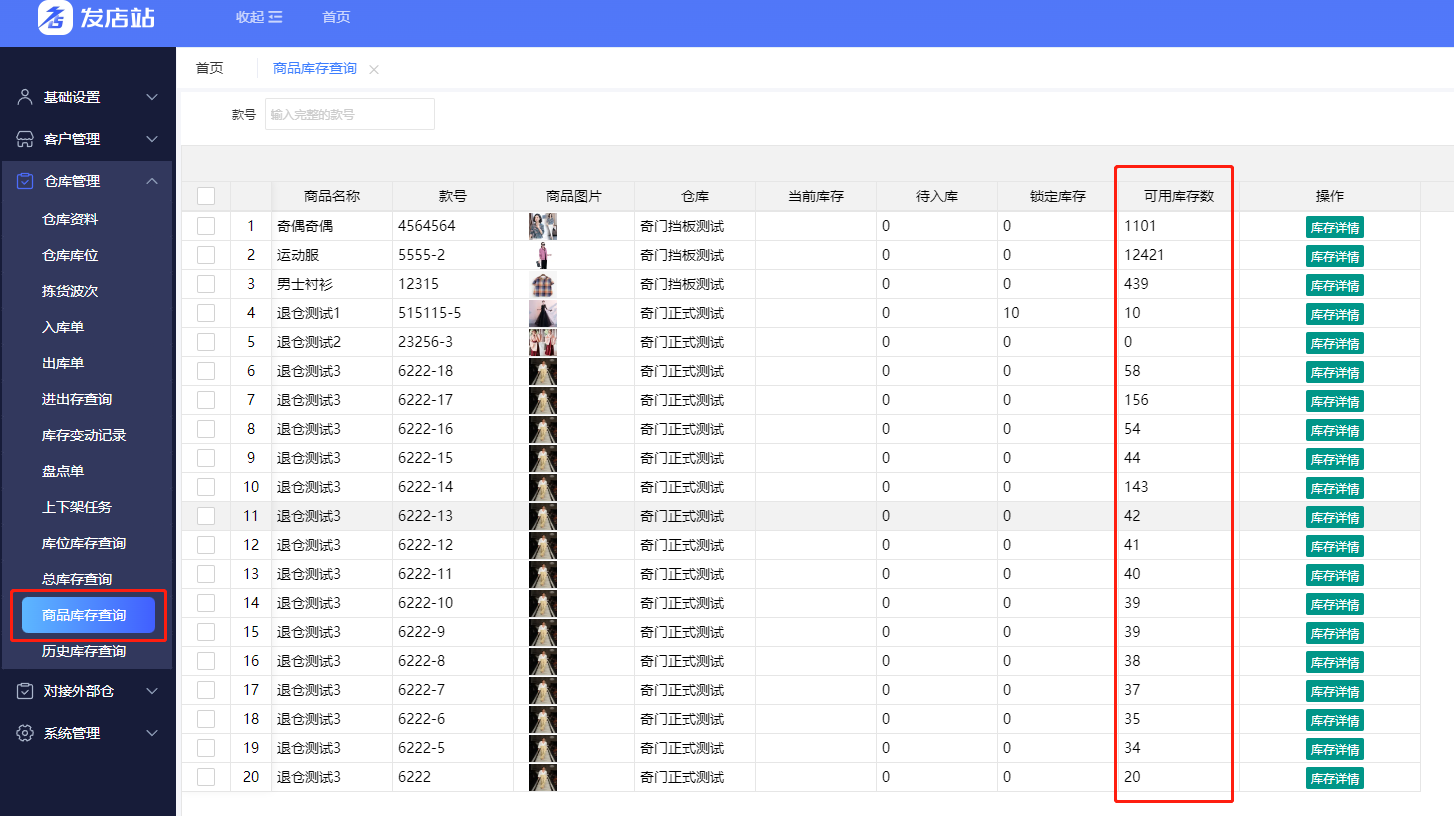 发店站
收起 首页
首页 商品库存查询
款号 输入完整的款号
基础设置
客户管理
仓库管理
仓库资料
仓库库位
拣货波次
入库单
出库单
进出存查询
库存变动记录
盘点单
上下架任务
库位库存查询
总库存查询
商品库存查询
历史库存查询
对接外部仓
系统管理
商品名称 款号 商品图片 仓库 当前库存 待入库 锁定库存 可用库存数 操作
1 奇偶奇偶 4564564 奇门挡板测试 0 0 1101 库存详情
2 运动服 5555-2 奇门挡板测试 0 0 12421 库存详情
3 男士衬衫 12315 奇门挡板测试 0 0 439 库存详情
4 退仓测试1 515115-5 奇门正式测试 0 10 10 库存详情
5 退仓测试2 23256-3 奇门正式测试 0 0 0 库存详情
6 退仓测试3 6222-18 奇门正式测试 0 0 58 库存详情
7 退仓测试3 6222-17 奇门正式测试 0 0 156 库存详情
8 退仓测试3 6222-16 奇门正式测试 0 0 54 库存详情
9 退仓测试3 6222-15 奇门正式测试 0 0 44 库存详情
10 退仓测试3 6222-14 奇门正式测试 0 0 143 库存详情
11 退仓测试3 6222-13 奇门正式测试 0 0 42 库存详情
12 退仓测试3 6222-12 奇门正式测试 0 0 41 库存详情
13 退仓测试3 6222-11 奇门正式测试 0 0 40 库存详情
14 退仓测试3 6222-10 奇门正式测试 0 0 39 库存详情
15 退仓测试3 6222-9 奇门正式测试 0 0 39 库存详情
16 退仓测试3 6222-8 奇门正式测试 0 0 38 库存详情
17 退仓测试3 6222-7 奇门正式测试 0 0 37 库存详情
18 退仓测试3 6222-6 奇门正式测试 0 0 35 库存详情
19 退仓测试3 6222-5 奇门正式测试 0 0 34 库存详情
20 退仓测试3 6222 奇门正式测试 0 0 20 库存详情